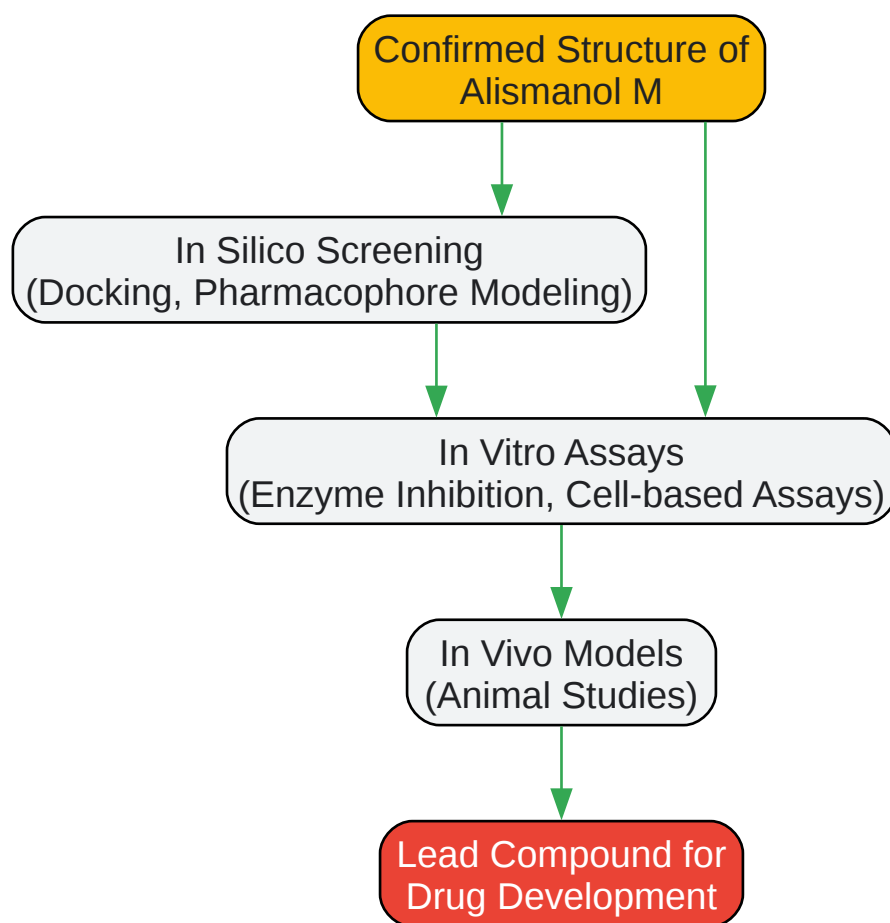 Confirmed Structure of
Alismanol M
In Silico Screening
(Docking, Pharmacophore Modeling)
In Vitro Assays
(Enzyme Inhibition, Cell-based Assays)
In Vivo Models
(Animal Studies)
Lead Compound for
Drug Development